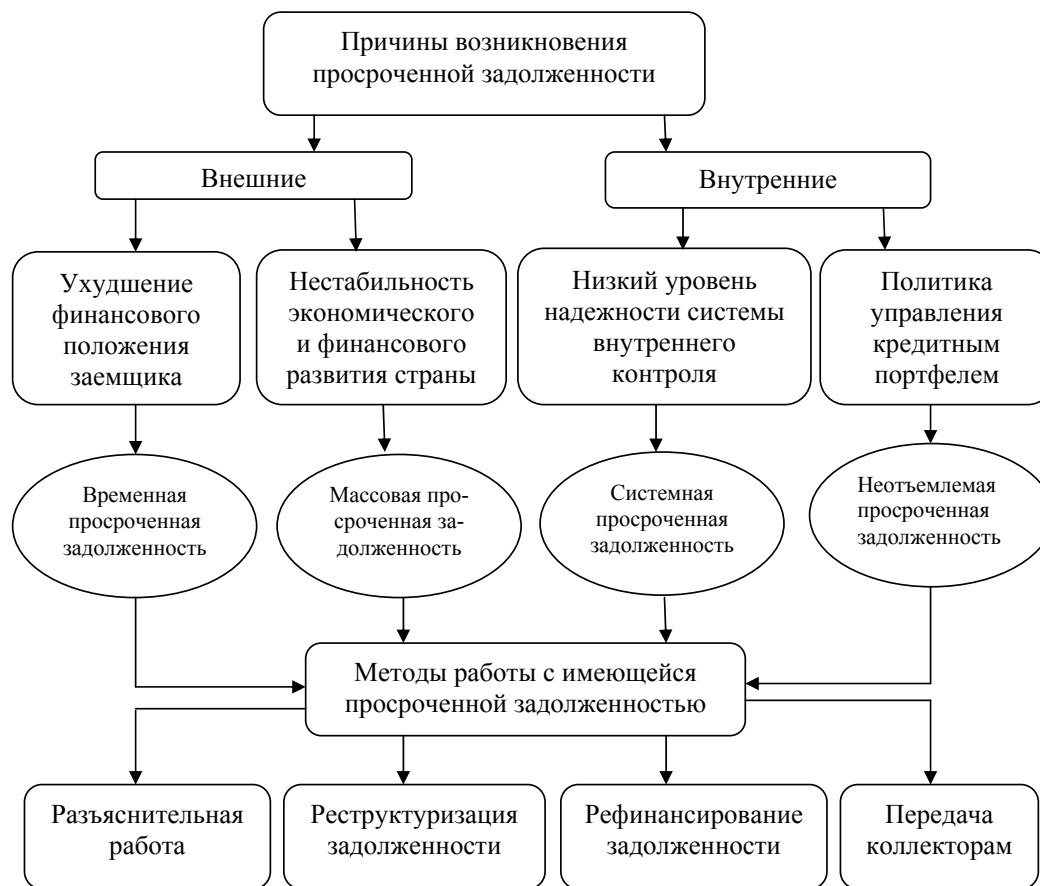 Причины возникновения
просроченной задолженности
Внешние
Внутренние
Ухудшение
финансового
положения
заемщика
Нестабильность
экономического
и финансового
развития страны
Низкий уровень
надежности системы
внутреннего
контроля
Политика
управления
кредитным
портфелем
Временная
просроченная
задолженность
Массовая про-
сроченная за-
долженность
Системная
просроченная
задолженность
Неотъемлемая
просроченная
задолженность
Методы работы с имеющейся
просроченной задолженностью
Разъяснительная
работа
Реструктуризация
задолженности
Рефинансирование
задолженности
Передача
коллекторам